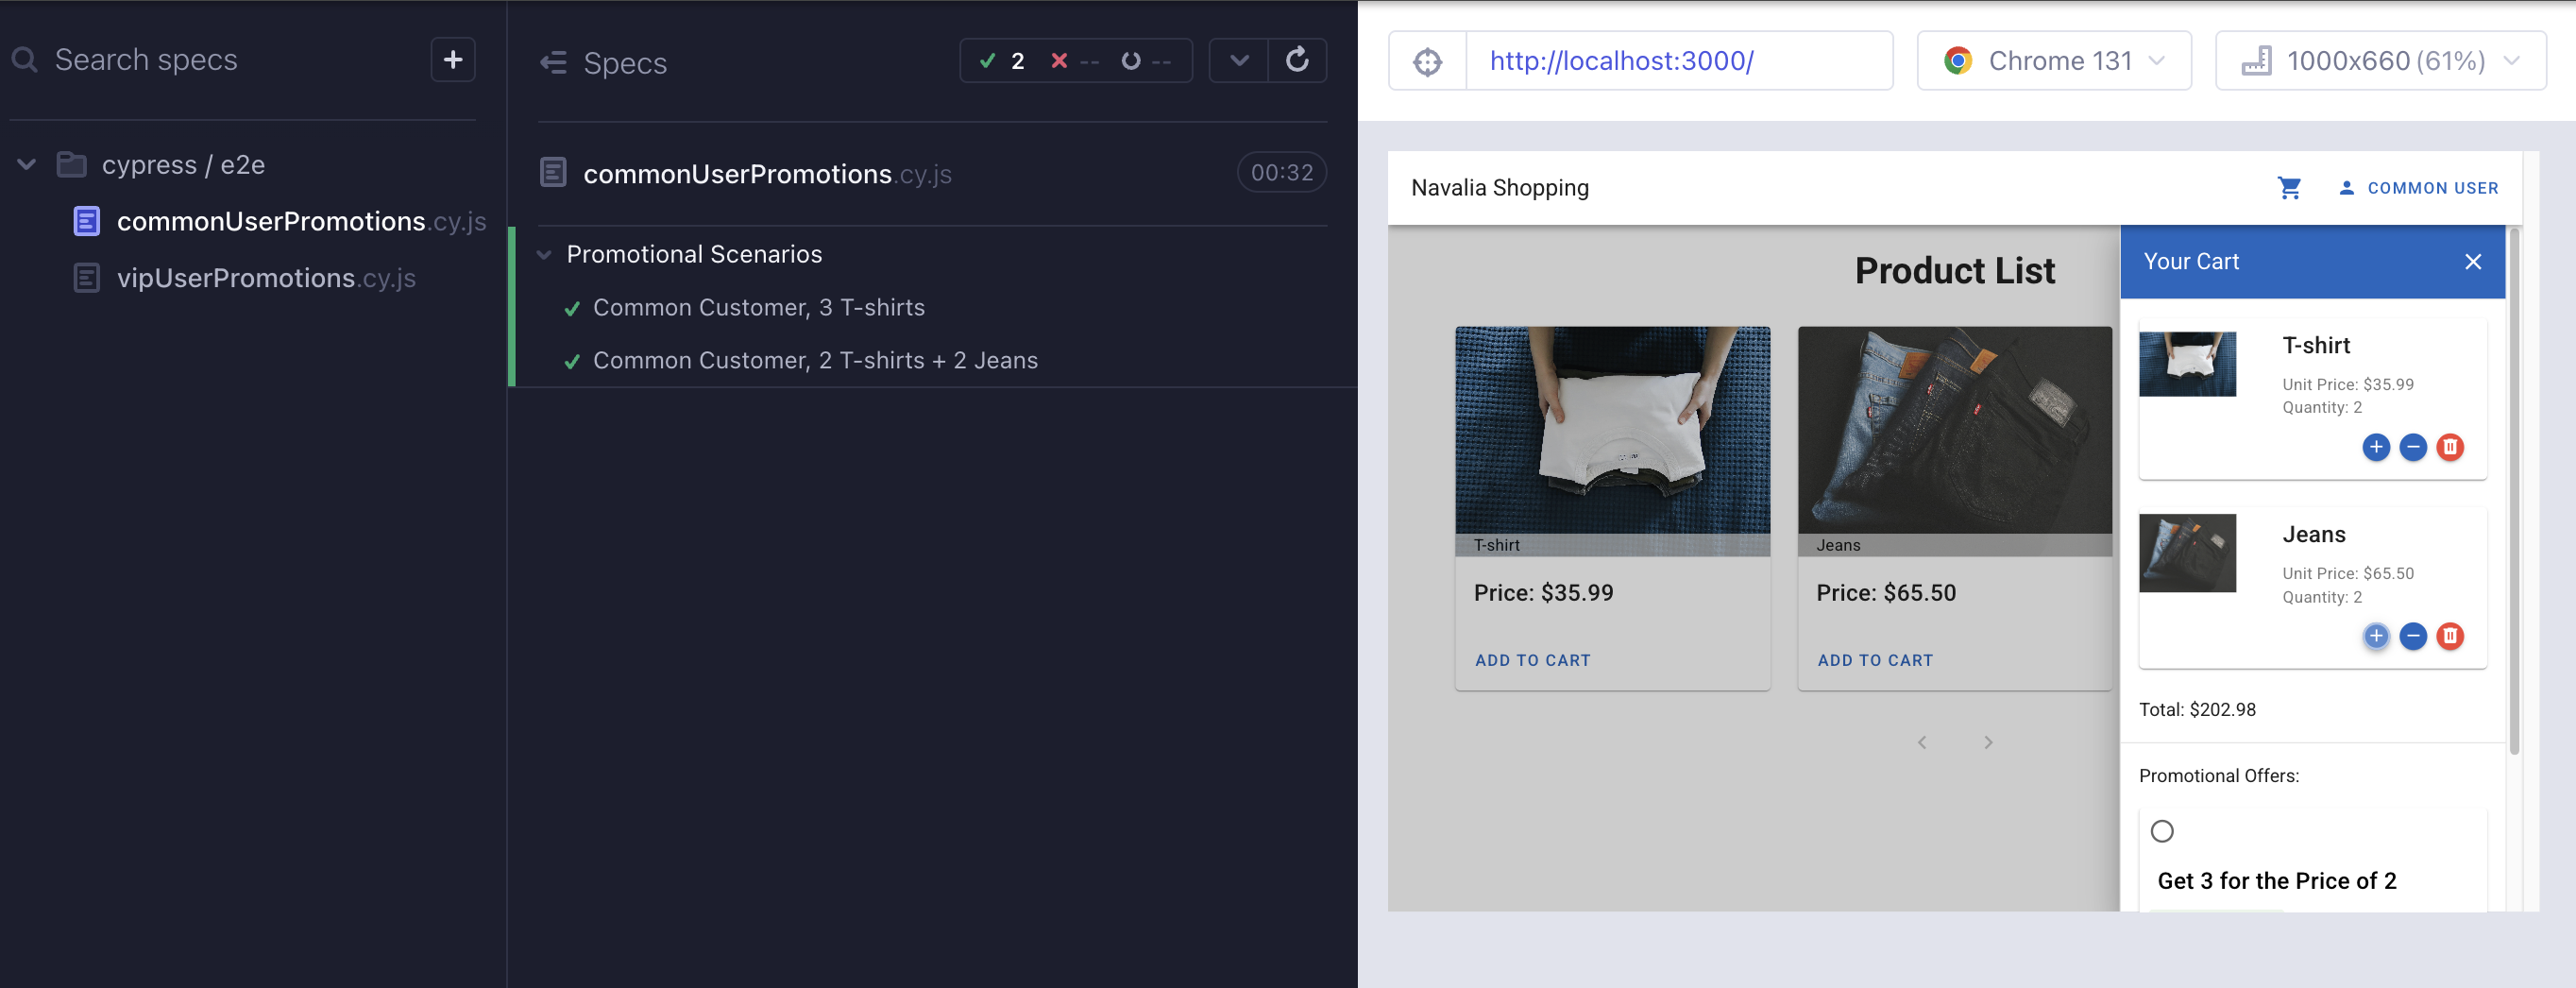 Search specs
cypress / e2e
commonUserPromotions.cy.js
vipUserPromotions.cy.js
Specs
2 -- --
commonUserPromotions.cy.js 00:32
Promotional Scenarios
Common Customer, 3 T-shirts
Common Customer, 2 T-shirts + 2 Jeans
http://localhost:3000/
Chrome 131
1000x660 (61%)
Navalia Shopping
COMMON USER
Product List
T-shirt
Price: $35.99
ADD TO CART
Jeans
Price: $65.50
ADD TO CART
Your Cart
T-shirt
Unit Price: $35.99
Quantity: 2
Jeans
Unit Price: $65.50
Quantity: 2
Total: $202.98
Promotional Offers:
Get 3 for the Price of 2